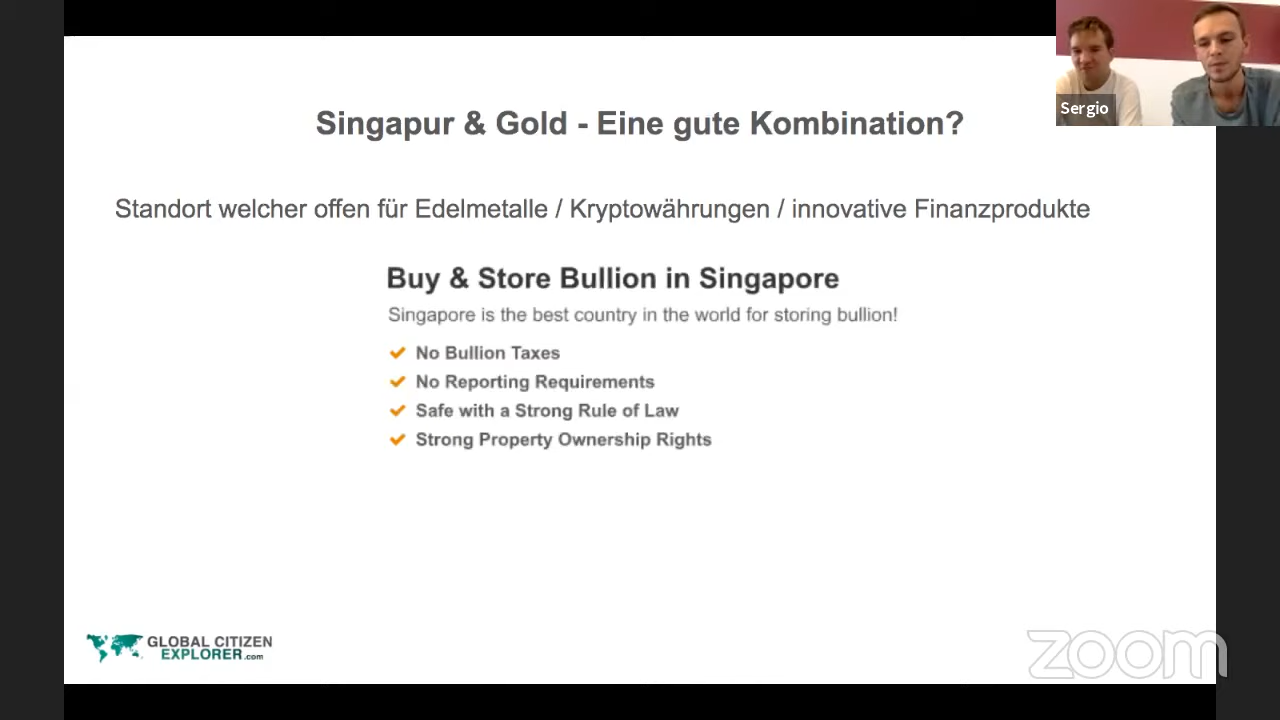 Sergio
Singapur & Gold - Eine gute Kombination?
Standort welcher offen für Edelmetalle / Kryptowährungen / innovative Finanzprodukte
Buy & Store Bullion in Singapore
Singapore is the best country in the world for storing bullion!
No Bullion Taxes
No Reporting Requirements
Safe with a Strong Rule of Law
Strong Property Ownership Rights
GLOBAL CITIZEN
EXPLORER.com
zoom